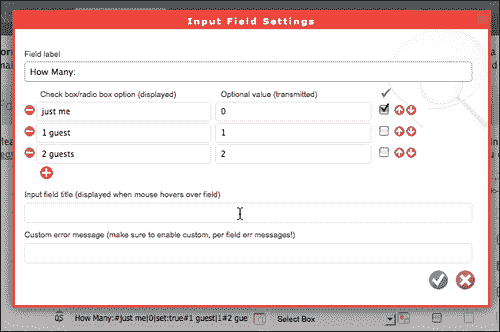 Input Field Settings
Field label
How Many:
Check box/radio box option (displayed) Optional value (transmitted)
just me 0
1 guest 1
2 guests 2
Input field title (displayed when mouse hovers over field)
Custom error message (make sure to enable custom, per field err messages!)
How Many:#just me|0|set:true#1 guest|1#2 gue Select Box